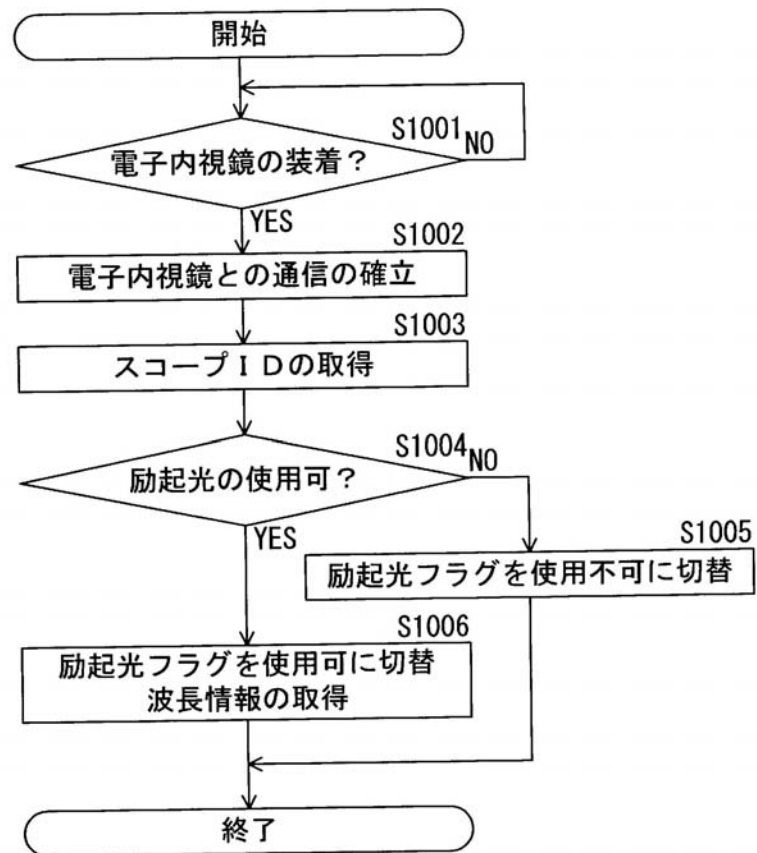 開始
S1001
NO
電子内視鏡の装着?
YES
S1002
電子内視鏡との通信の確立
S1003
スコープＩＤの取得
S1004
NO
励起光の使用可?
YES
S1005
励起光フラグを使用不可に切替
S1006
励起光フラグを使用可に切替
波長情報の取得
終了